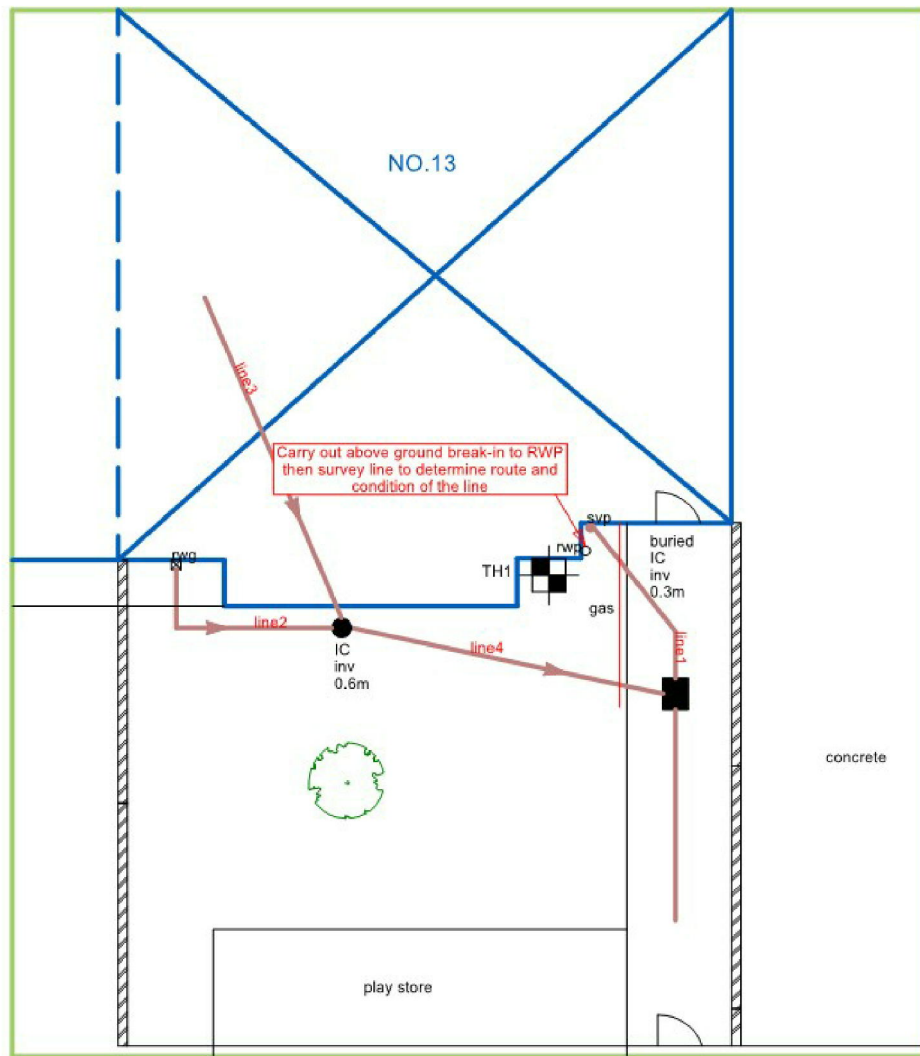 NO.13
line3
Carry out above ground break-in to RWP
then survey line to determine route and
condition of the line
svp
rwp
rwg
TH1
buried
IC
inv
0.3m
gas
line2
line4
line1
IC
inv
0.6m
concrete
play store